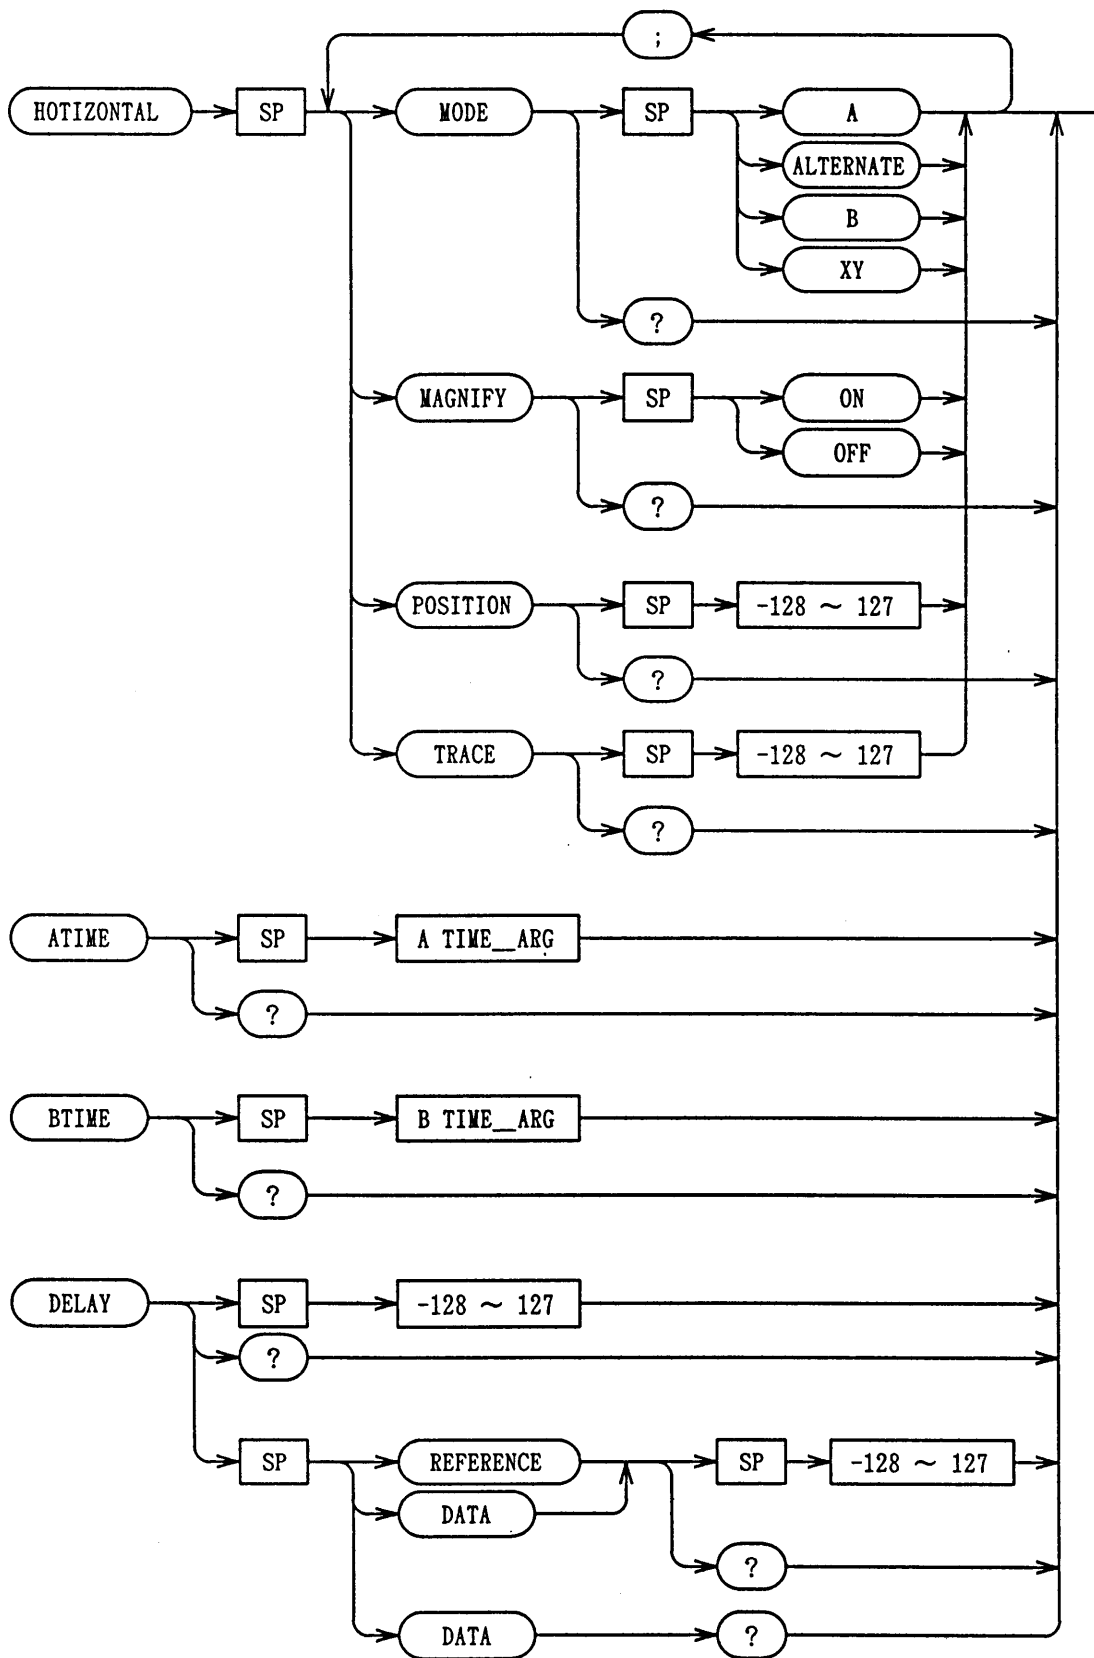 ;
HOTIZONTAL SP MODE SP A
ALTERNATE
B
XY
?
MAGNIFY SP ON
OFF
?
POSITION SP -128 ～ 127
?
TRACE SP -128 ～ 127
?
ATIME SP A TIME__ARG
?
BTIME SP B TIME__ARG
?
DELAY SP -128 ～ 127
?
SP REFERENCE SP -128 ～ 127
DATA
?
DATA ?